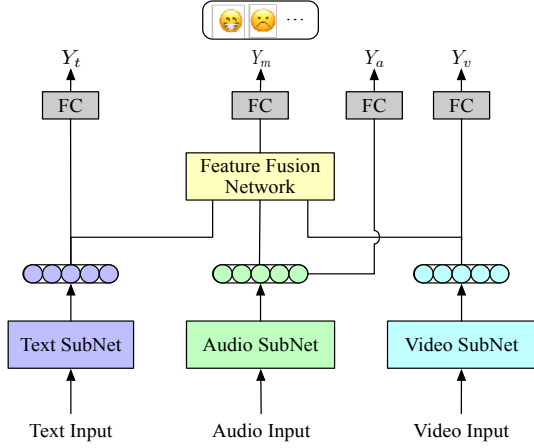 ...
Y_t
Y_m
Y_a
Y_v
FC
FC
FC
FC
Feature Fusion
Network
Text SubNet
Audio SubNet
Video SubNet
Text Input
Audio Input
Video Input